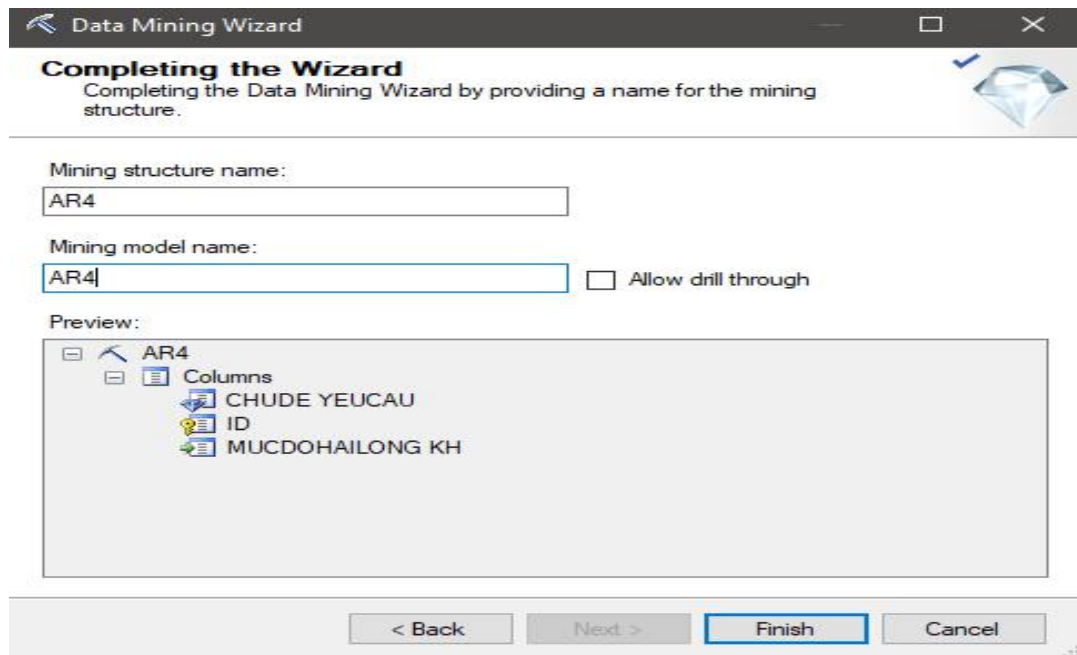 Data Mining Wizard
Completing the Wizard
Completing the Data Mining Wizard by providing a name for the mining
structure.
Mining structure name:
AR4
Mining model name:
AR4
Allow drill through
Preview:
AR4
Columns
CHUDE YEUCAU
ID
MUCDOHAILONG KH
< Back
Next >
Finish
Cancel